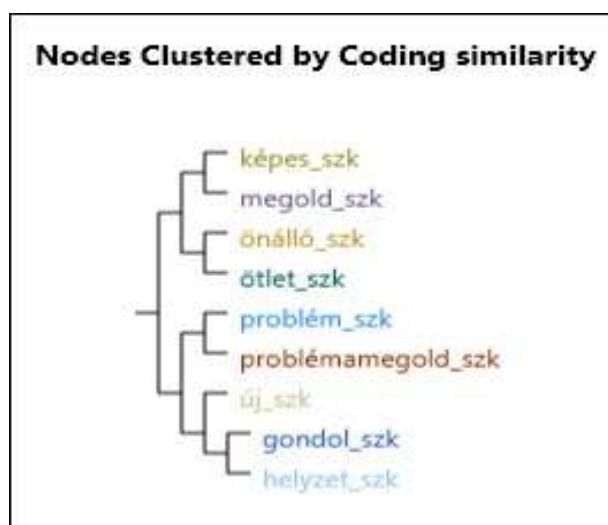 Nodes Clustered by Coding similarity
képes_szk
megold_szk
önálló_szk
ötlet_szk
problém_szk
problémamegold_szk
új_szk
gondol_szk
helyzet_szk